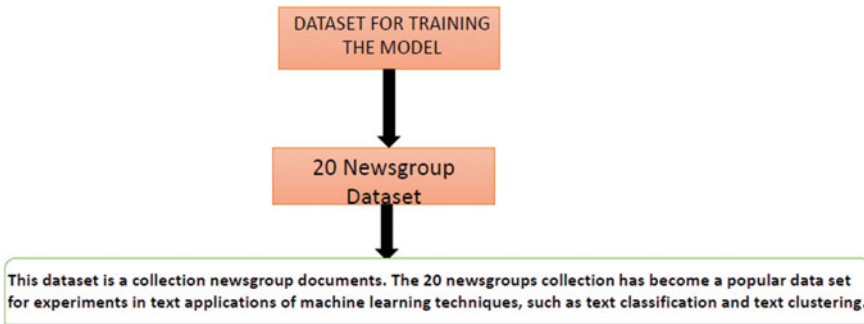 DATASET FOR TRAINING
THE MODEL
20 Newsgroup
Dataset
This dataset is a collection newsgroup documents. The 20 newsgroups collection has become a popular data set
for experiments in text applications of machine learning techniques, such as text classification and text clustering.